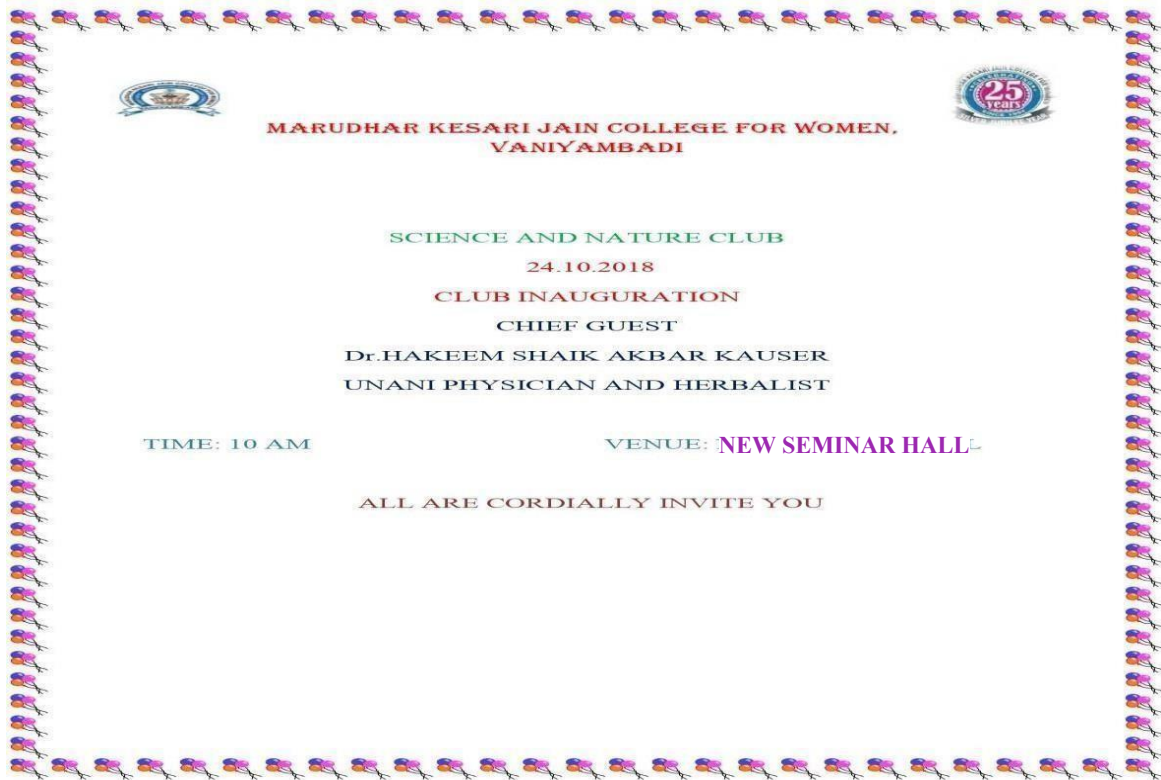 25
years
MARUDHAR KESARI JAIN COLLEGE FOR WOMEN,
VANIYAMBADI
SCIENCE AND NATURE CLUB
24.10.2018
CLUB INAUGURATION
CHIEF GUEST
Dr.HAKEEM SHAIK AKBAR KAUSER
UNANI PHYSICIAN AND HERBALIST
TIME: 10 AM VENUE: NEW SEMINAR HALL
ALL ARE CORDIALLY INVITE YOU